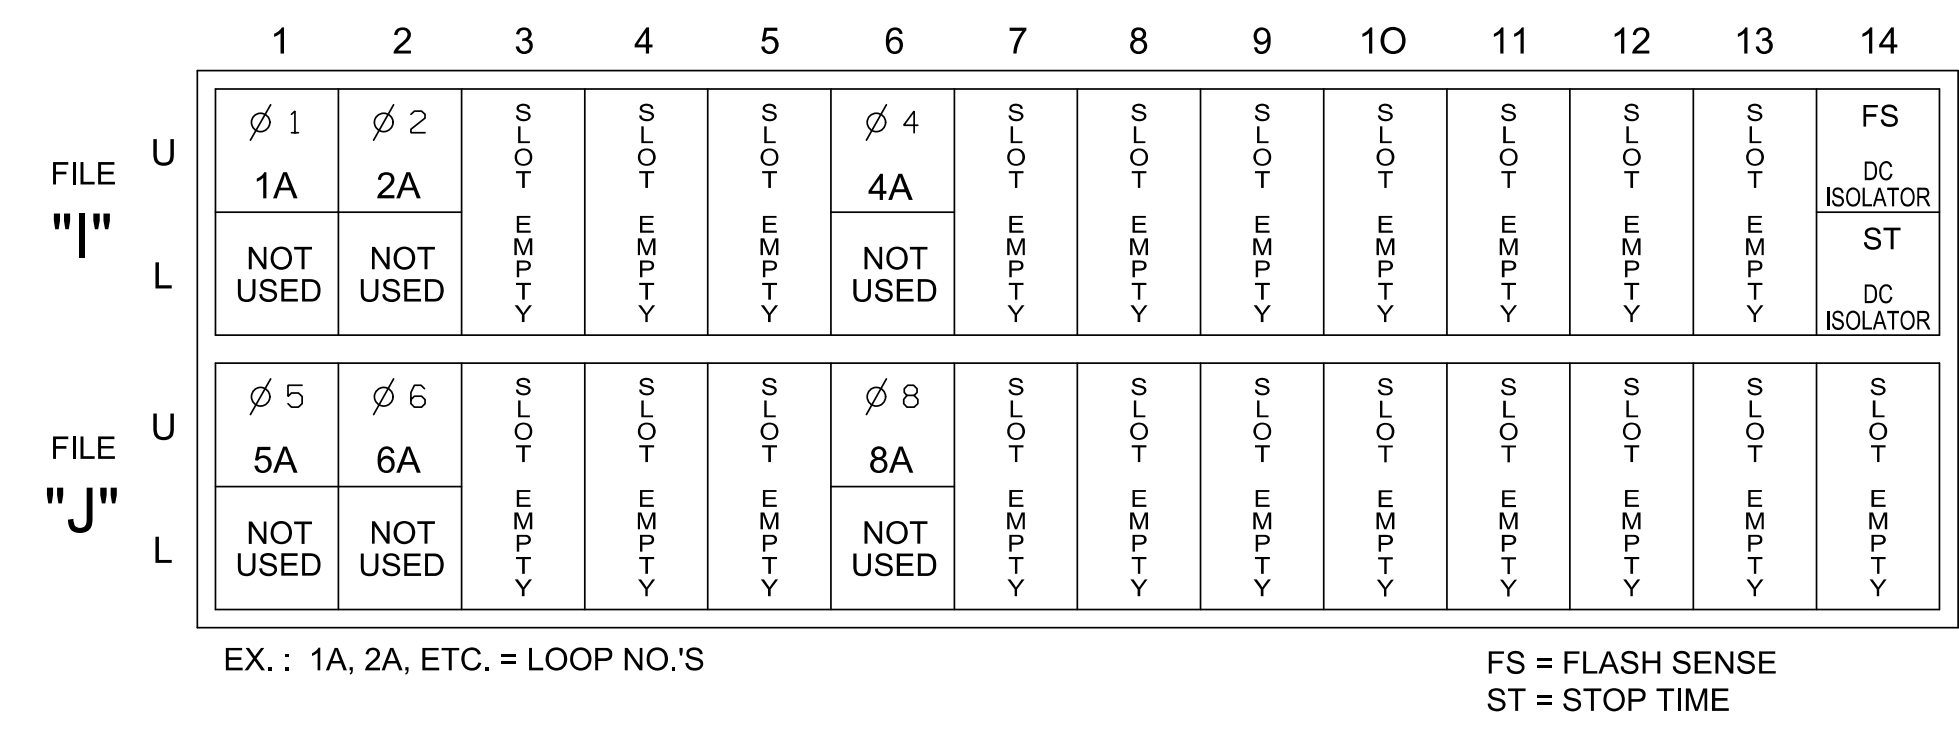 1 2 3 4 5 6 7 8 9 10 11 12 13 14
FILE "I"
U
Ø 1 1A
Ø 2 2A
SLOT EMPTY
SLOT EMPTY
SLOT EMPTY
Ø 4 4A
SLOT EMPTY
SLOT EMPTY
SLOT EMPTY
SLOT EMPTY
SLOT EMPTY
SLOT EMPTY
SLOT EMPTY
FS
DC
ISOLATOR
L
NOT USED
NOT USED
NOT USED
ST
DC
ISOLATOR
FILE "J"
U
Ø 5 5A
Ø 6 6A
SLOT EMPTY
SLOT EMPTY
SLOT EMPTY
Ø 8 8A
SLOT EMPTY
SLOT EMPTY
SLOT EMPTY
SLOT EMPTY
SLOT EMPTY
SLOT EMPTY
SLOT EMPTY
SLOT EMPTY
L
NOT USED
NOT USED
NOT USED
EX. : 1A, 2A, ETC. = LOOP NO.'S
FS = FLASH SENSE
ST = STOP TIME